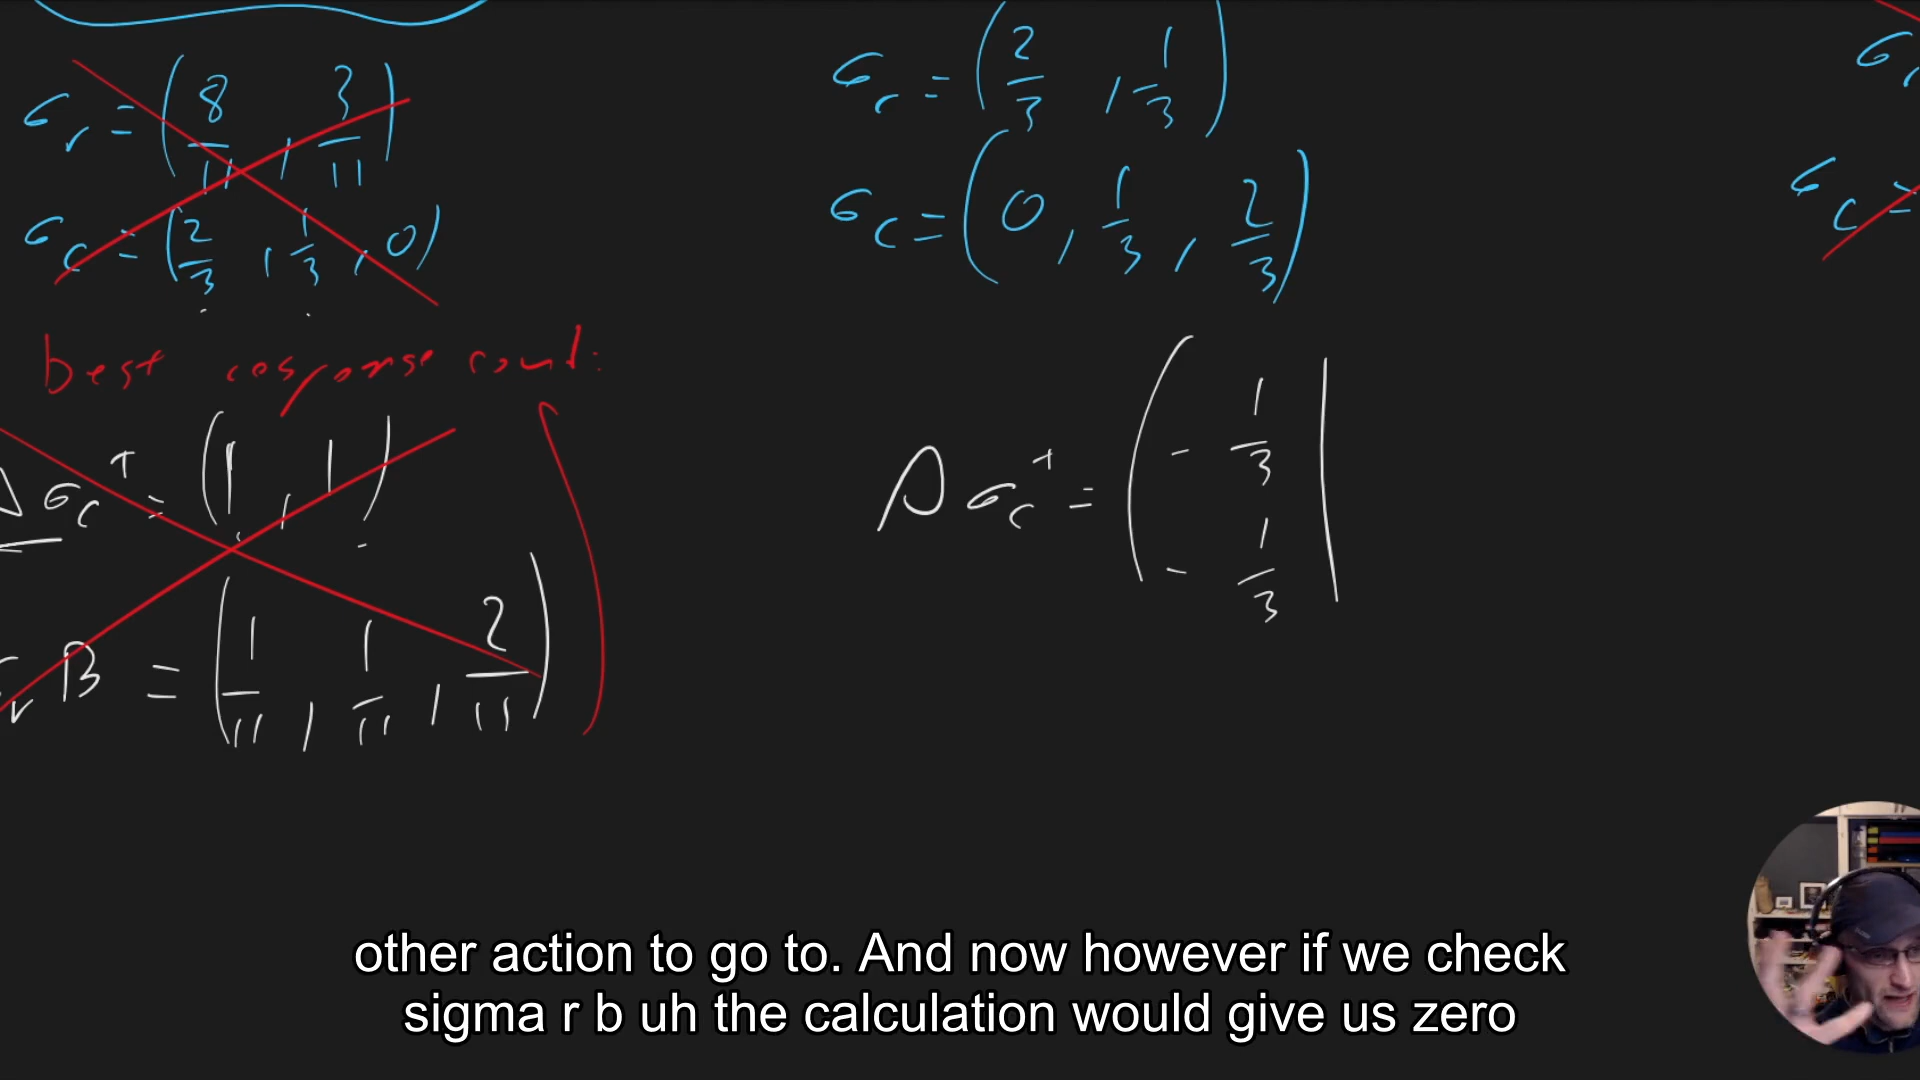 σr = (8/11, 3/11)
σc = (2/3, 1/3, 0)
best response cond:
A σc^T = (1, 1)
σr B = (1/11, 1/11, 2/11)
σr = (2/3, 1/3)
σc = (0, 1/3, 2/3)
A σc^T = ( - 1/3
- 1/3 )
σr
σc =
other action to go to. And now however if we check
sigma r b uh the calculation would give us zero